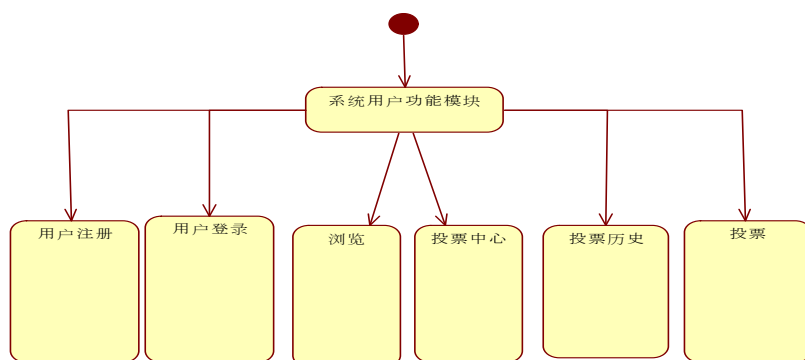 系统用户功能模块
用户注册
用户登录
浏览
投票中心
投票历史
投票